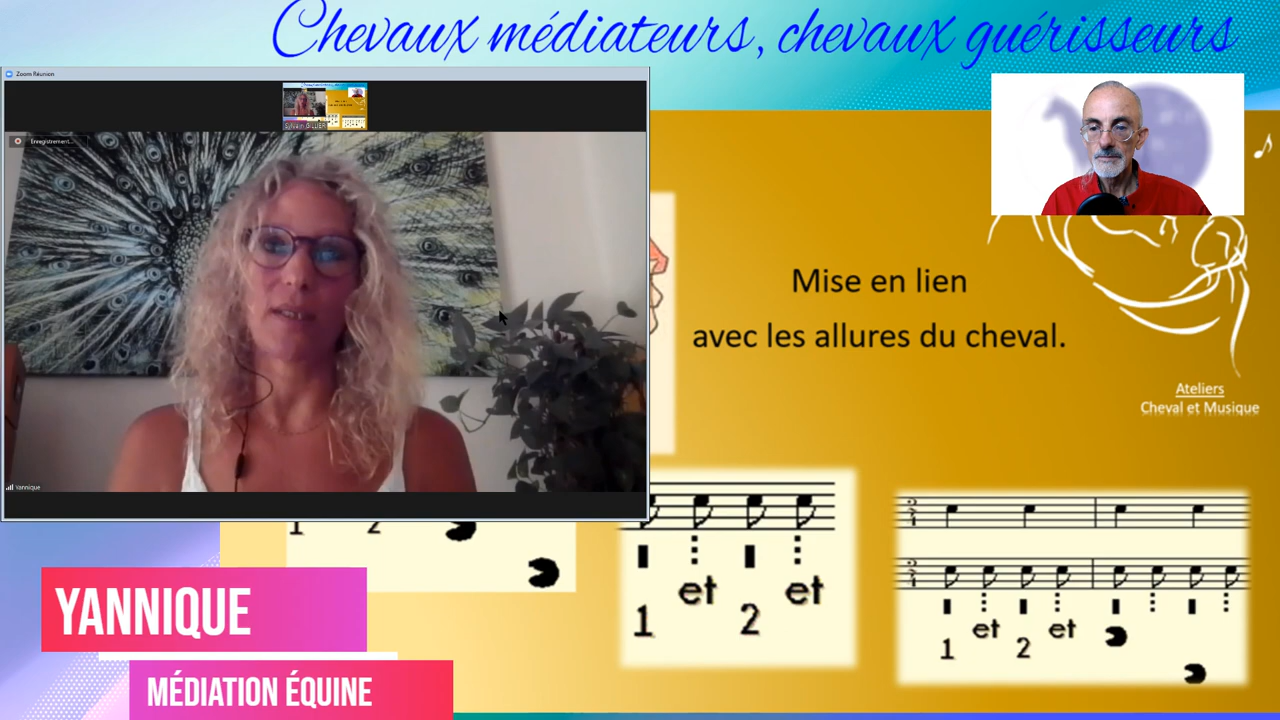 Chevaux médiateurs, chevaux guérisseurs
Zoom Réunion
Enregistrement...
Mise en lien
avec les allures du cheval.
Ateliers
Cheval et Musique
Yannique
1 2
et et
1 2
et et
1 2
YANNIQUE
MÉDIATION ÉQUINE